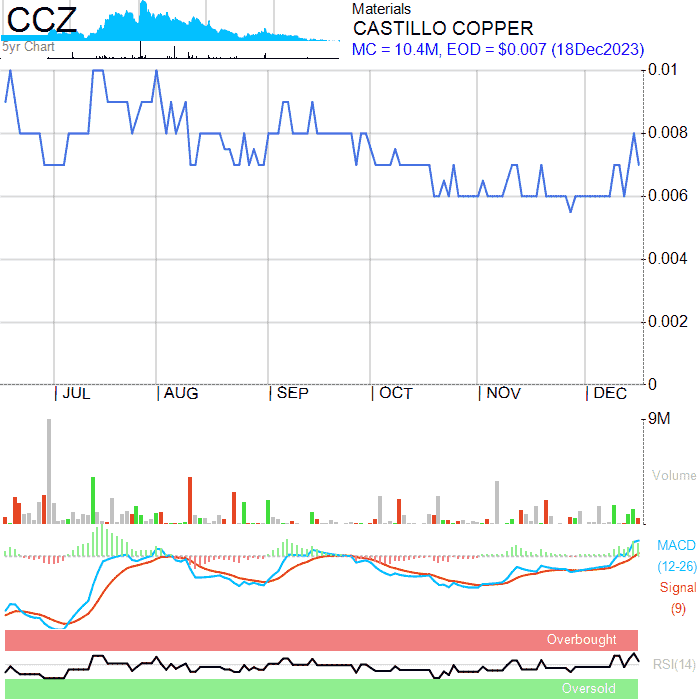 CCZ
5yr Chart
Materials
CASTILLO COPPER
MC = 10.4M, EOD = $0.007 (18Dec2023)
0.01
0.008
0.006
0.004
0.002
0
JUL AUG SEP OCT NOV DEC
9M
Volume
MACD
(12-26)
Signal
(9)
Overbought
RSI(14)
Oversold